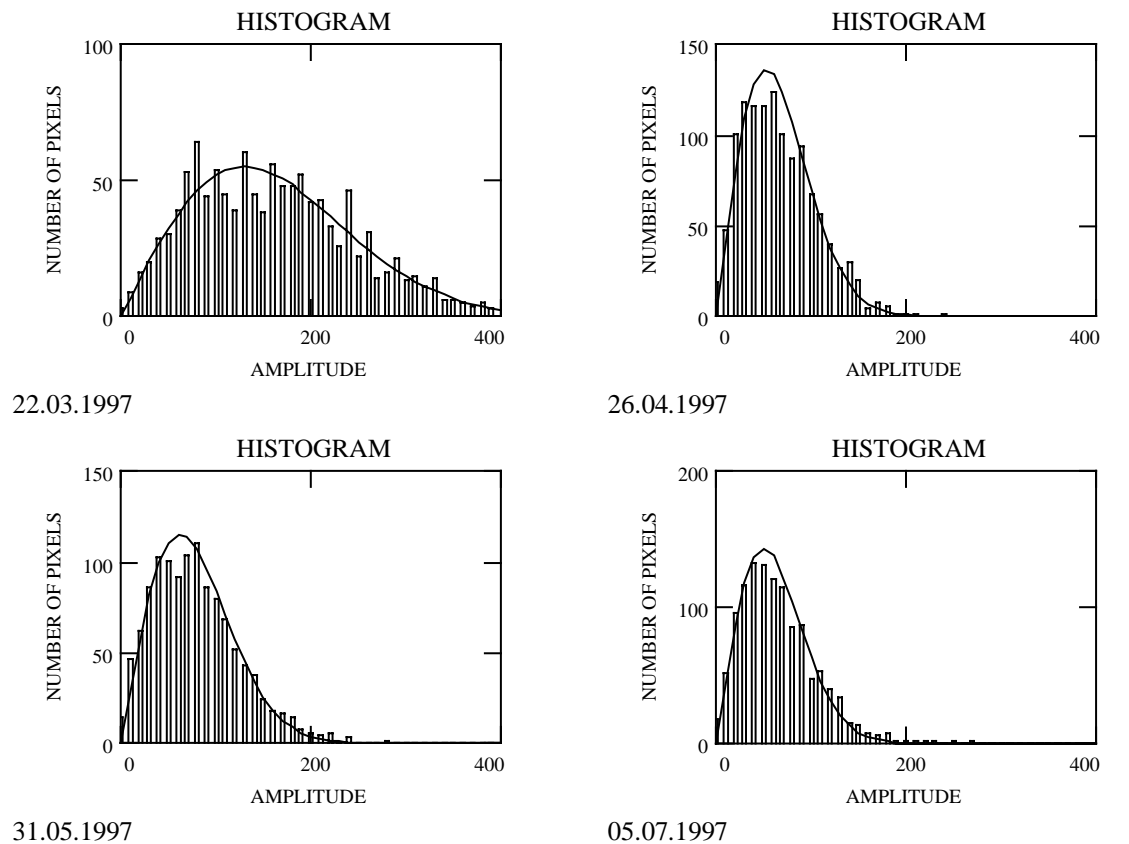 HISTOGRAM
100
50
0
NUMBER OF PIXELS
0 200 400
AMPLITUDE
22.03.1997
HISTOGRAM
150
100
50
0
NUMBER OF PIXELS
0 200 400
AMPLITUDE
26.04.1997
HISTOGRAM
150
100
50
0
NUMBER OF PIXELS
0 200 400
AMPLITUDE
31.05.1997
HISTOGRAM
200
100
0
NUMBER OF PIXELS
0 200 400
AMPLITUDE
05.07.1997